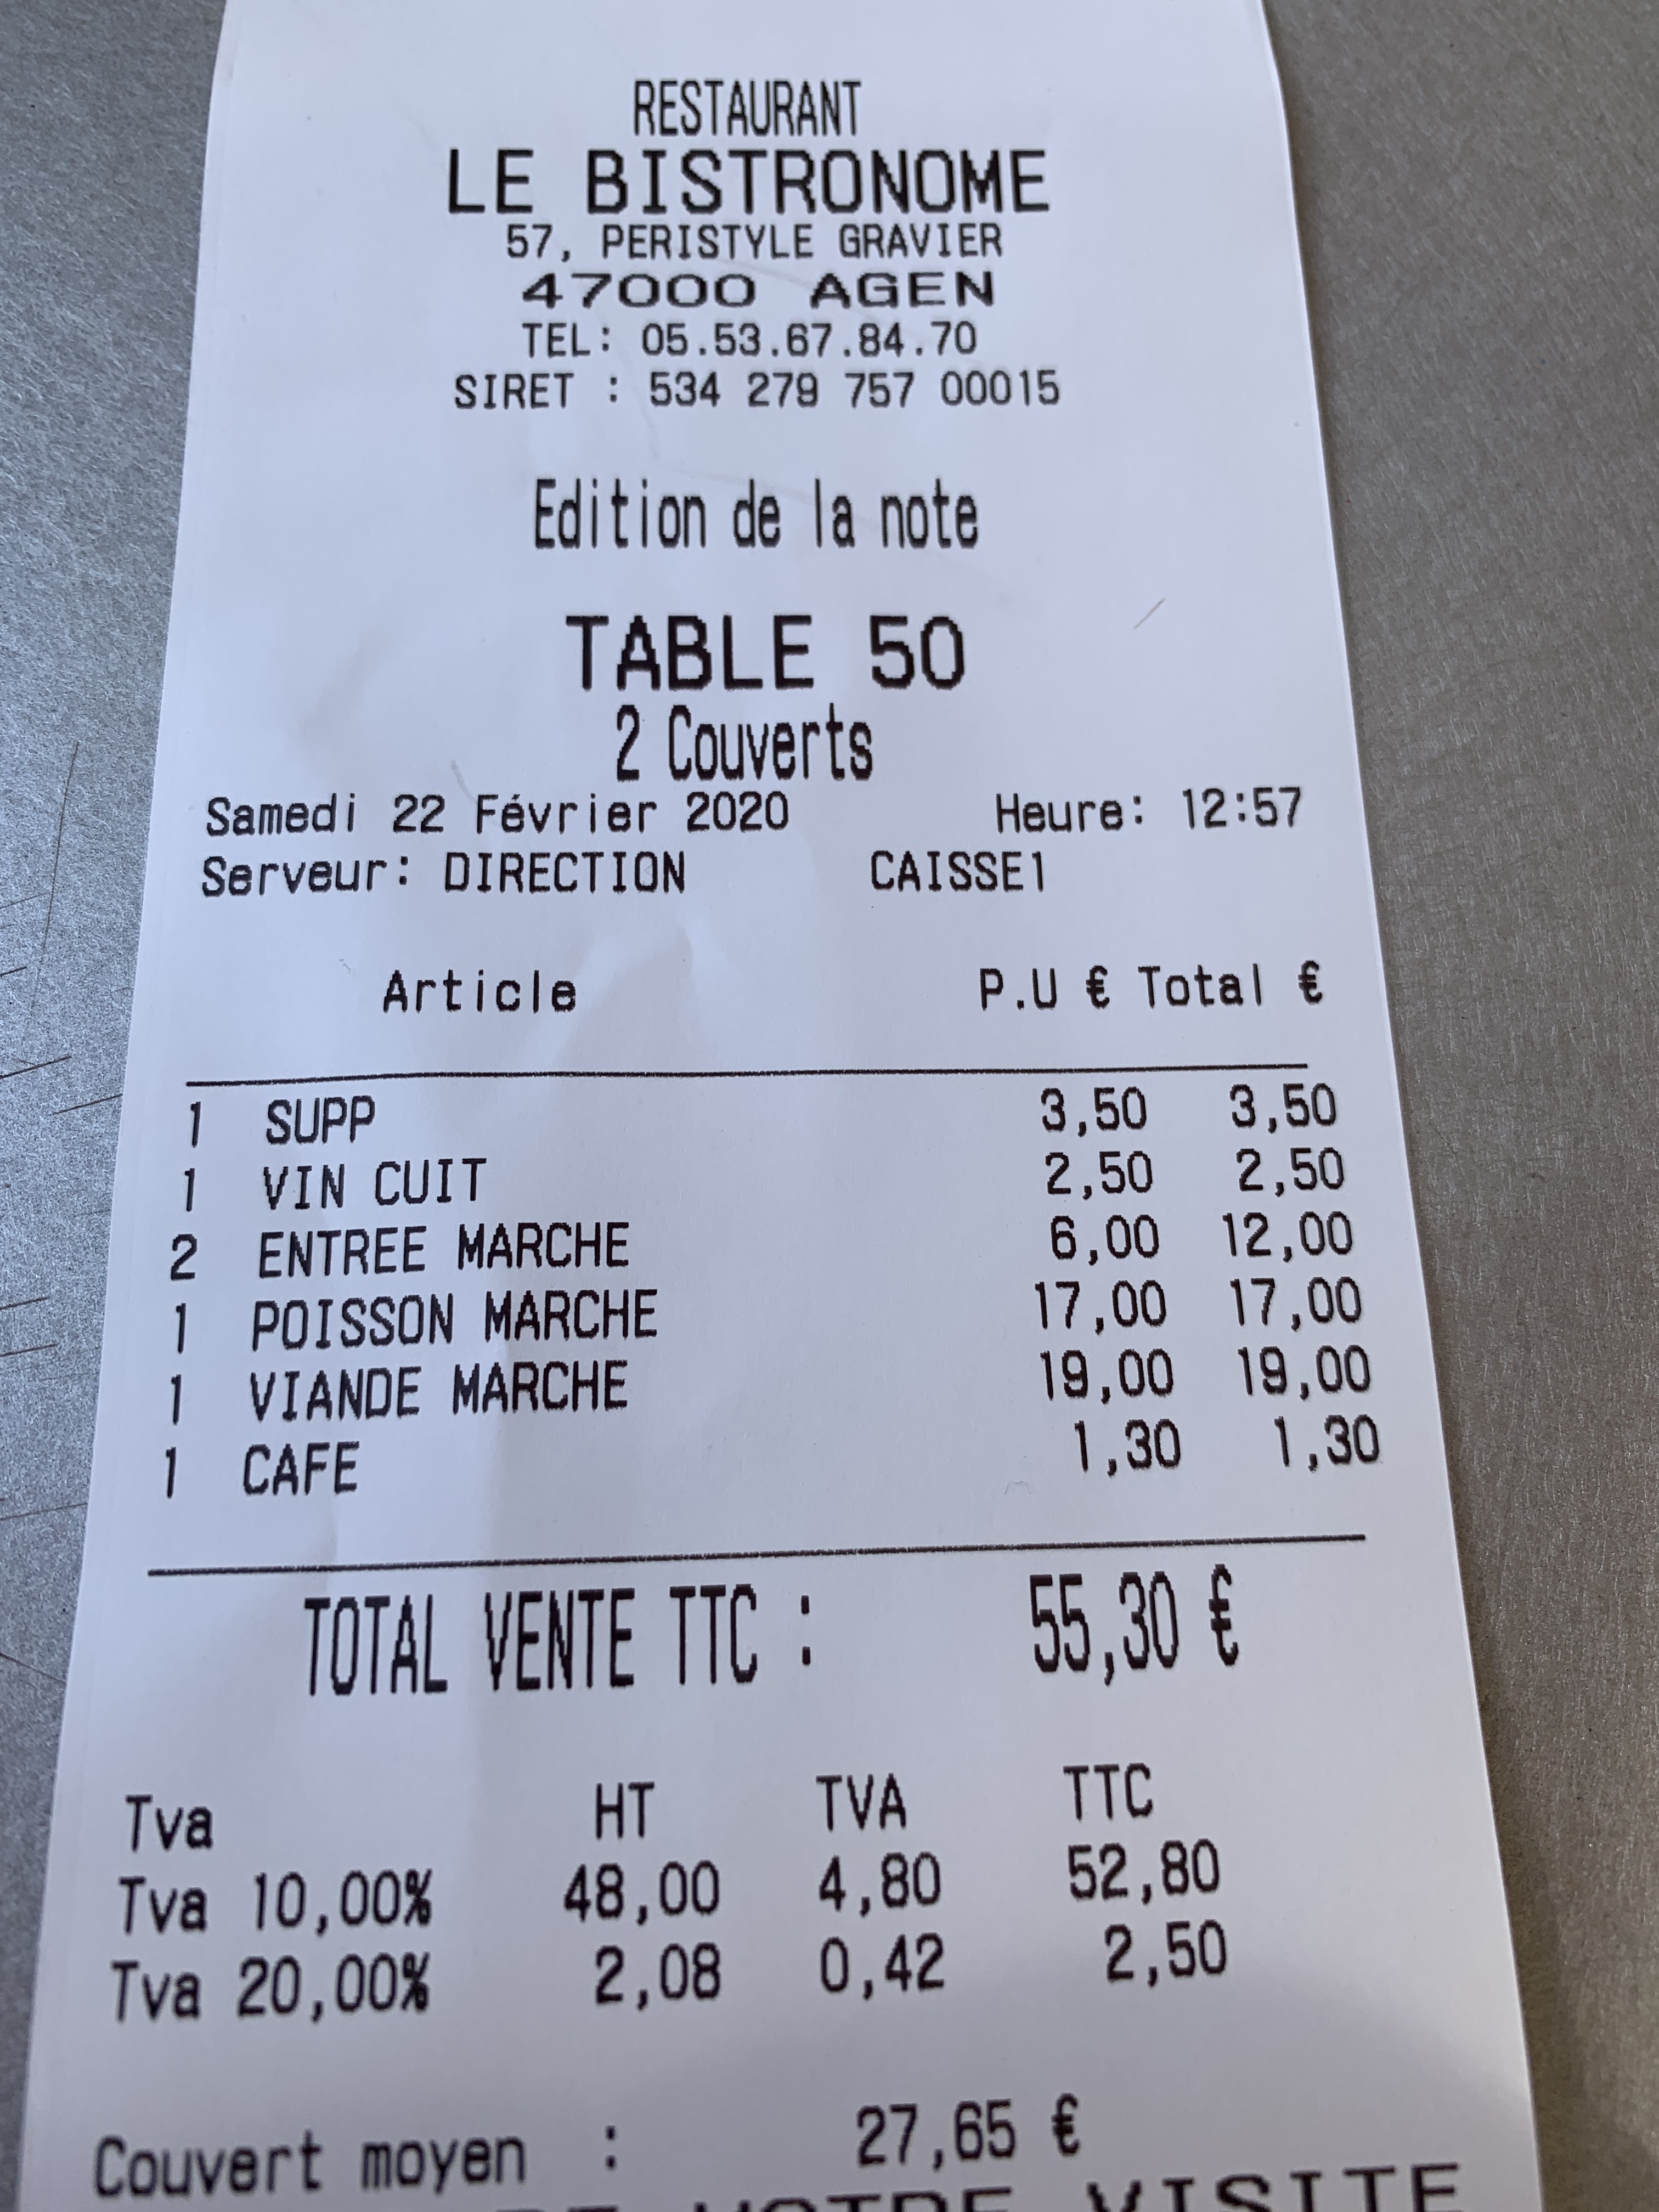 RESTAURANT
LE BISTRONOME
57, PERISTYLE GRAVIER
47000 AGEN
TEL: 05.53.67.84.70
SIRET : 534 279 757 00015
Edition de la note
TABLE 50
2 Couverts
Samedi 22 Février 2020 Heure: 12:57
Serveur: DIRECTION CAISSE1
Article P.U € Total €
1 SUPP 3,50 3,50
1 VIN CUIT 2,50 2,50
2 ENTREE MARCHE 6,00 12,00
1 POISSON MARCHE 17,00 17,00
1 VIANDE MARCHE 19,00 19,00
1 CAFE 1,30 1,30
TOTAL VENTE TTC : 55,30 €
Tva HT TVA TTC
Tva 10,00% 48,00 4,80 52,80
Tva 20,00% 2,08 0,42 2,50
Couvert moyen : 27,65 €
DE VOTRE VISITE